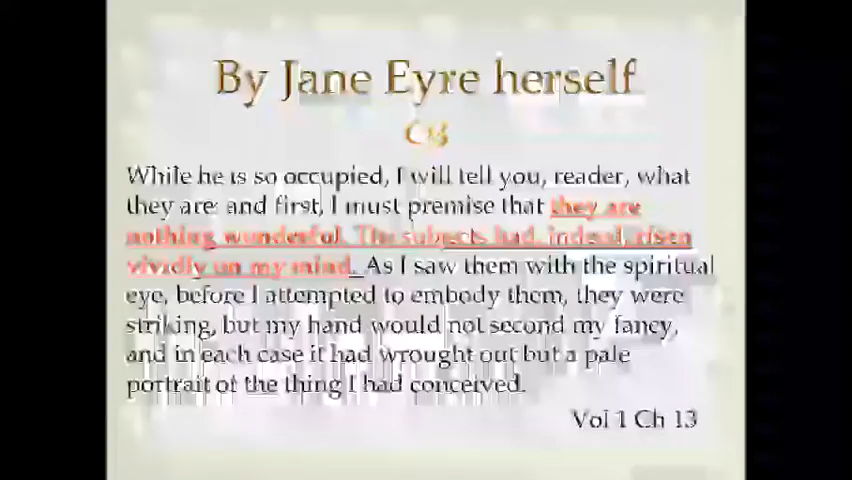 By Jane Eyre herself
While he is so occupied, I will tell you, reader, what
they are: and first, I must premise that they are
nothing wonderful. The subjects had, indeed, risen
vividly on my mind. As I saw them with the spiritual
eye, before I attempted to embody them, they were
striking, but my hand would not second my fancy,
and in each case it had wrought out but a pale
portrait of the thing I had conceived.
Vol 1 Ch 13